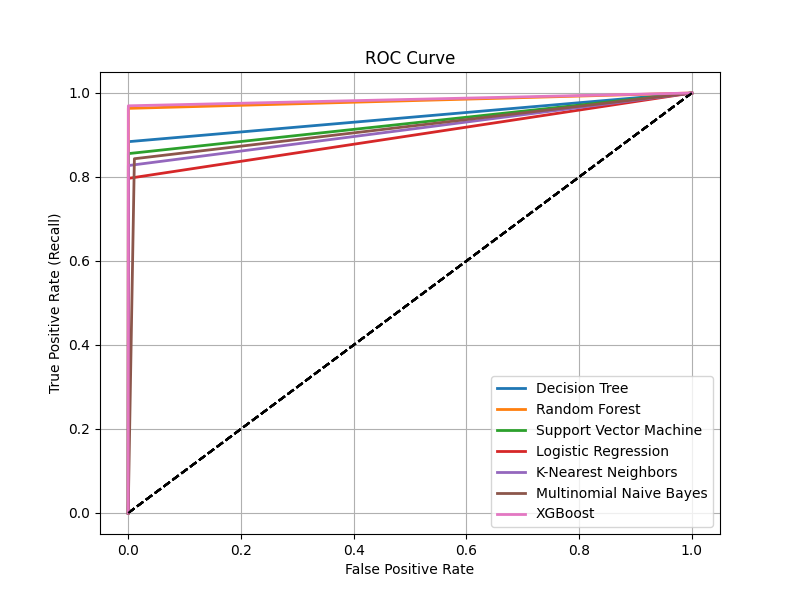 ROC Curve
True Positive Rate (Recall)
1.0
0.8
0.6
0.4
0.2
0.0
0.0 0.2 0.4 0.6 0.8 1.0
False Positive Rate
Decision Tree
Random Forest
Support Vector Machine
Logistic Regression
K-Nearest Neighbors
Multinomial Naive Bayes
XGBoost